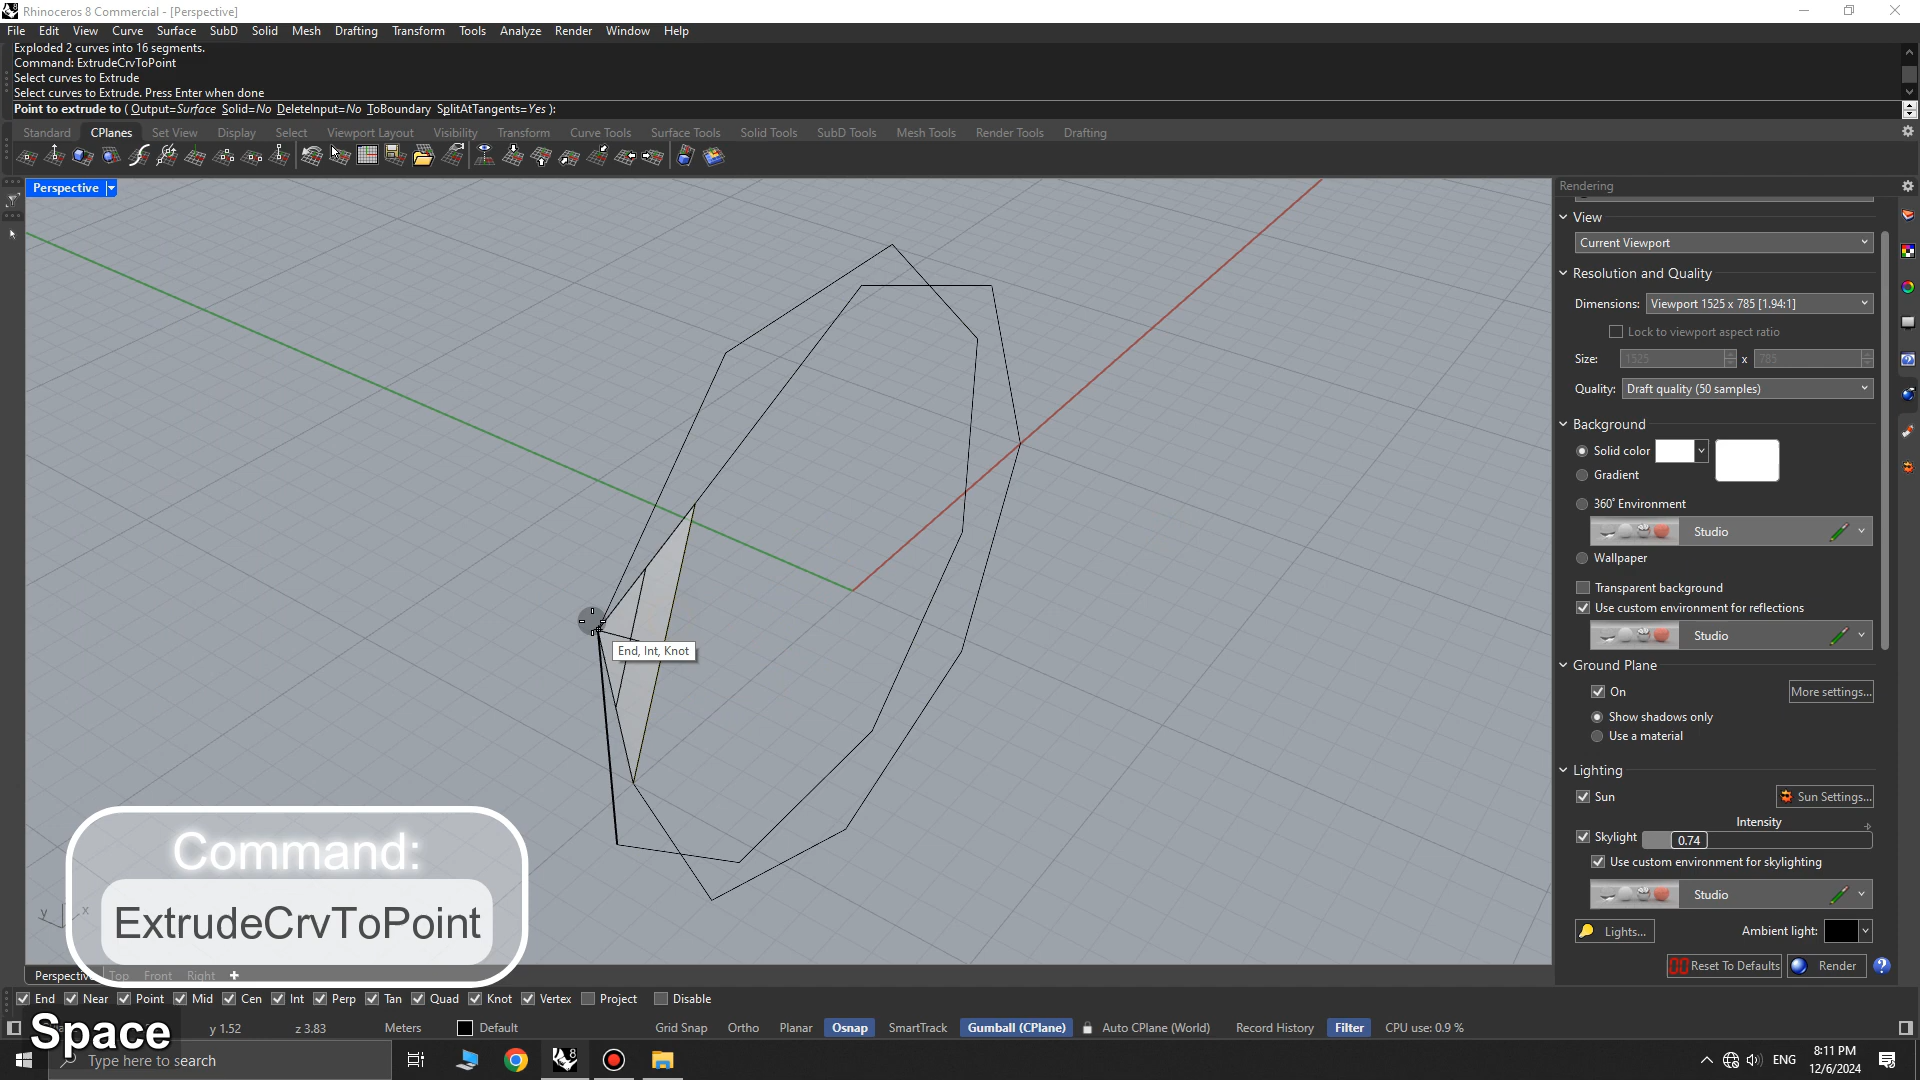 Rhinoceros 8 Commercial - [Perspective]
File Edit View Curve Surface SubD Solid Mesh Drafting Transform Tools Analyze Render Window Help
Exploded 2 curves into 16 segments.
Command: ExtrudeCrvToPoint
Select curves to Extrude
Select curves to Extrude. Press Enter when done
Point to extrude to ( Output=Surface Solid=No DeleteInput=No ToBoundary SplitAtTangents=Yes ):
Standard CPlanes Set View Display Select Viewport Layout Visibility Transform Curve Tools Surface Tools Solid Tools SubD Tools Mesh Tools Render Tools Drafting
Perspective
Rendering
View
Current Viewport
Resolution and Quality
Dimensions: Viewport 1525 x 785 [1.94:1]
Lock to viewport aspect ratio
Size: 1525 x 785
Quality: Draft quality (50 samples)
Background
Solid color
Gradient
360° Environment
Studio
Wallpaper
Transparent background
Use custom environment for reflections
Studio
End, Int, Knot
Ground Plane
On More settings...
Show shadows only
Use a material
Lighting
Sun Sun Settings...
Intensity
Skylight 0.74
Use custom environment for skylighting
Studio
Lights... Ambient light:
Reset To Defaults Render
Command:
ExtrudeCrvToPoint
y x
Perspective Top Front Right
End Near Point Mid Cen Int Perp Tan Quad Knot Vertex Project Disable
y 1.52 z 3.83 Meters Default Grid Snap Ortho Planar Osnap SmartTrack Gumball (CPlane) Auto CPlane (World) Record History Filter CPU use: 0.9 %
Space
Type here to search
ENG
8:11 PM
12/6/2024